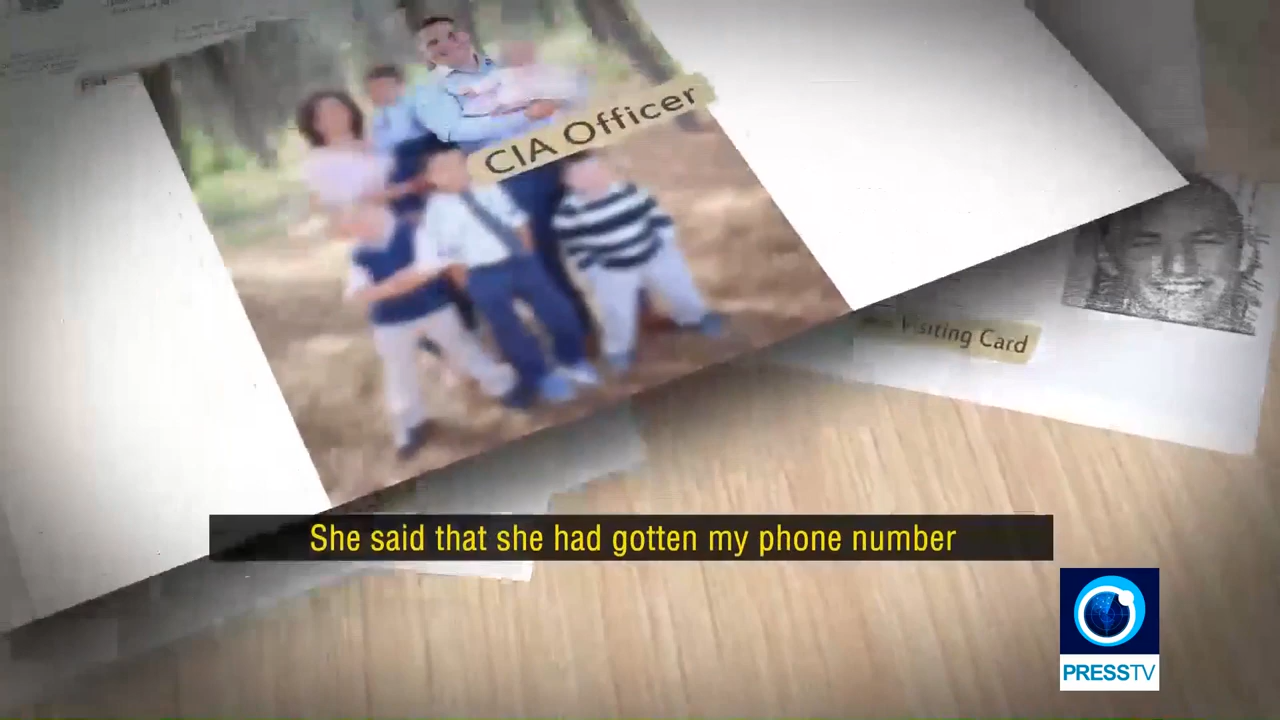 CIA Officer
Visiting Card
She said that she had gotten my phone number
PRESSTV